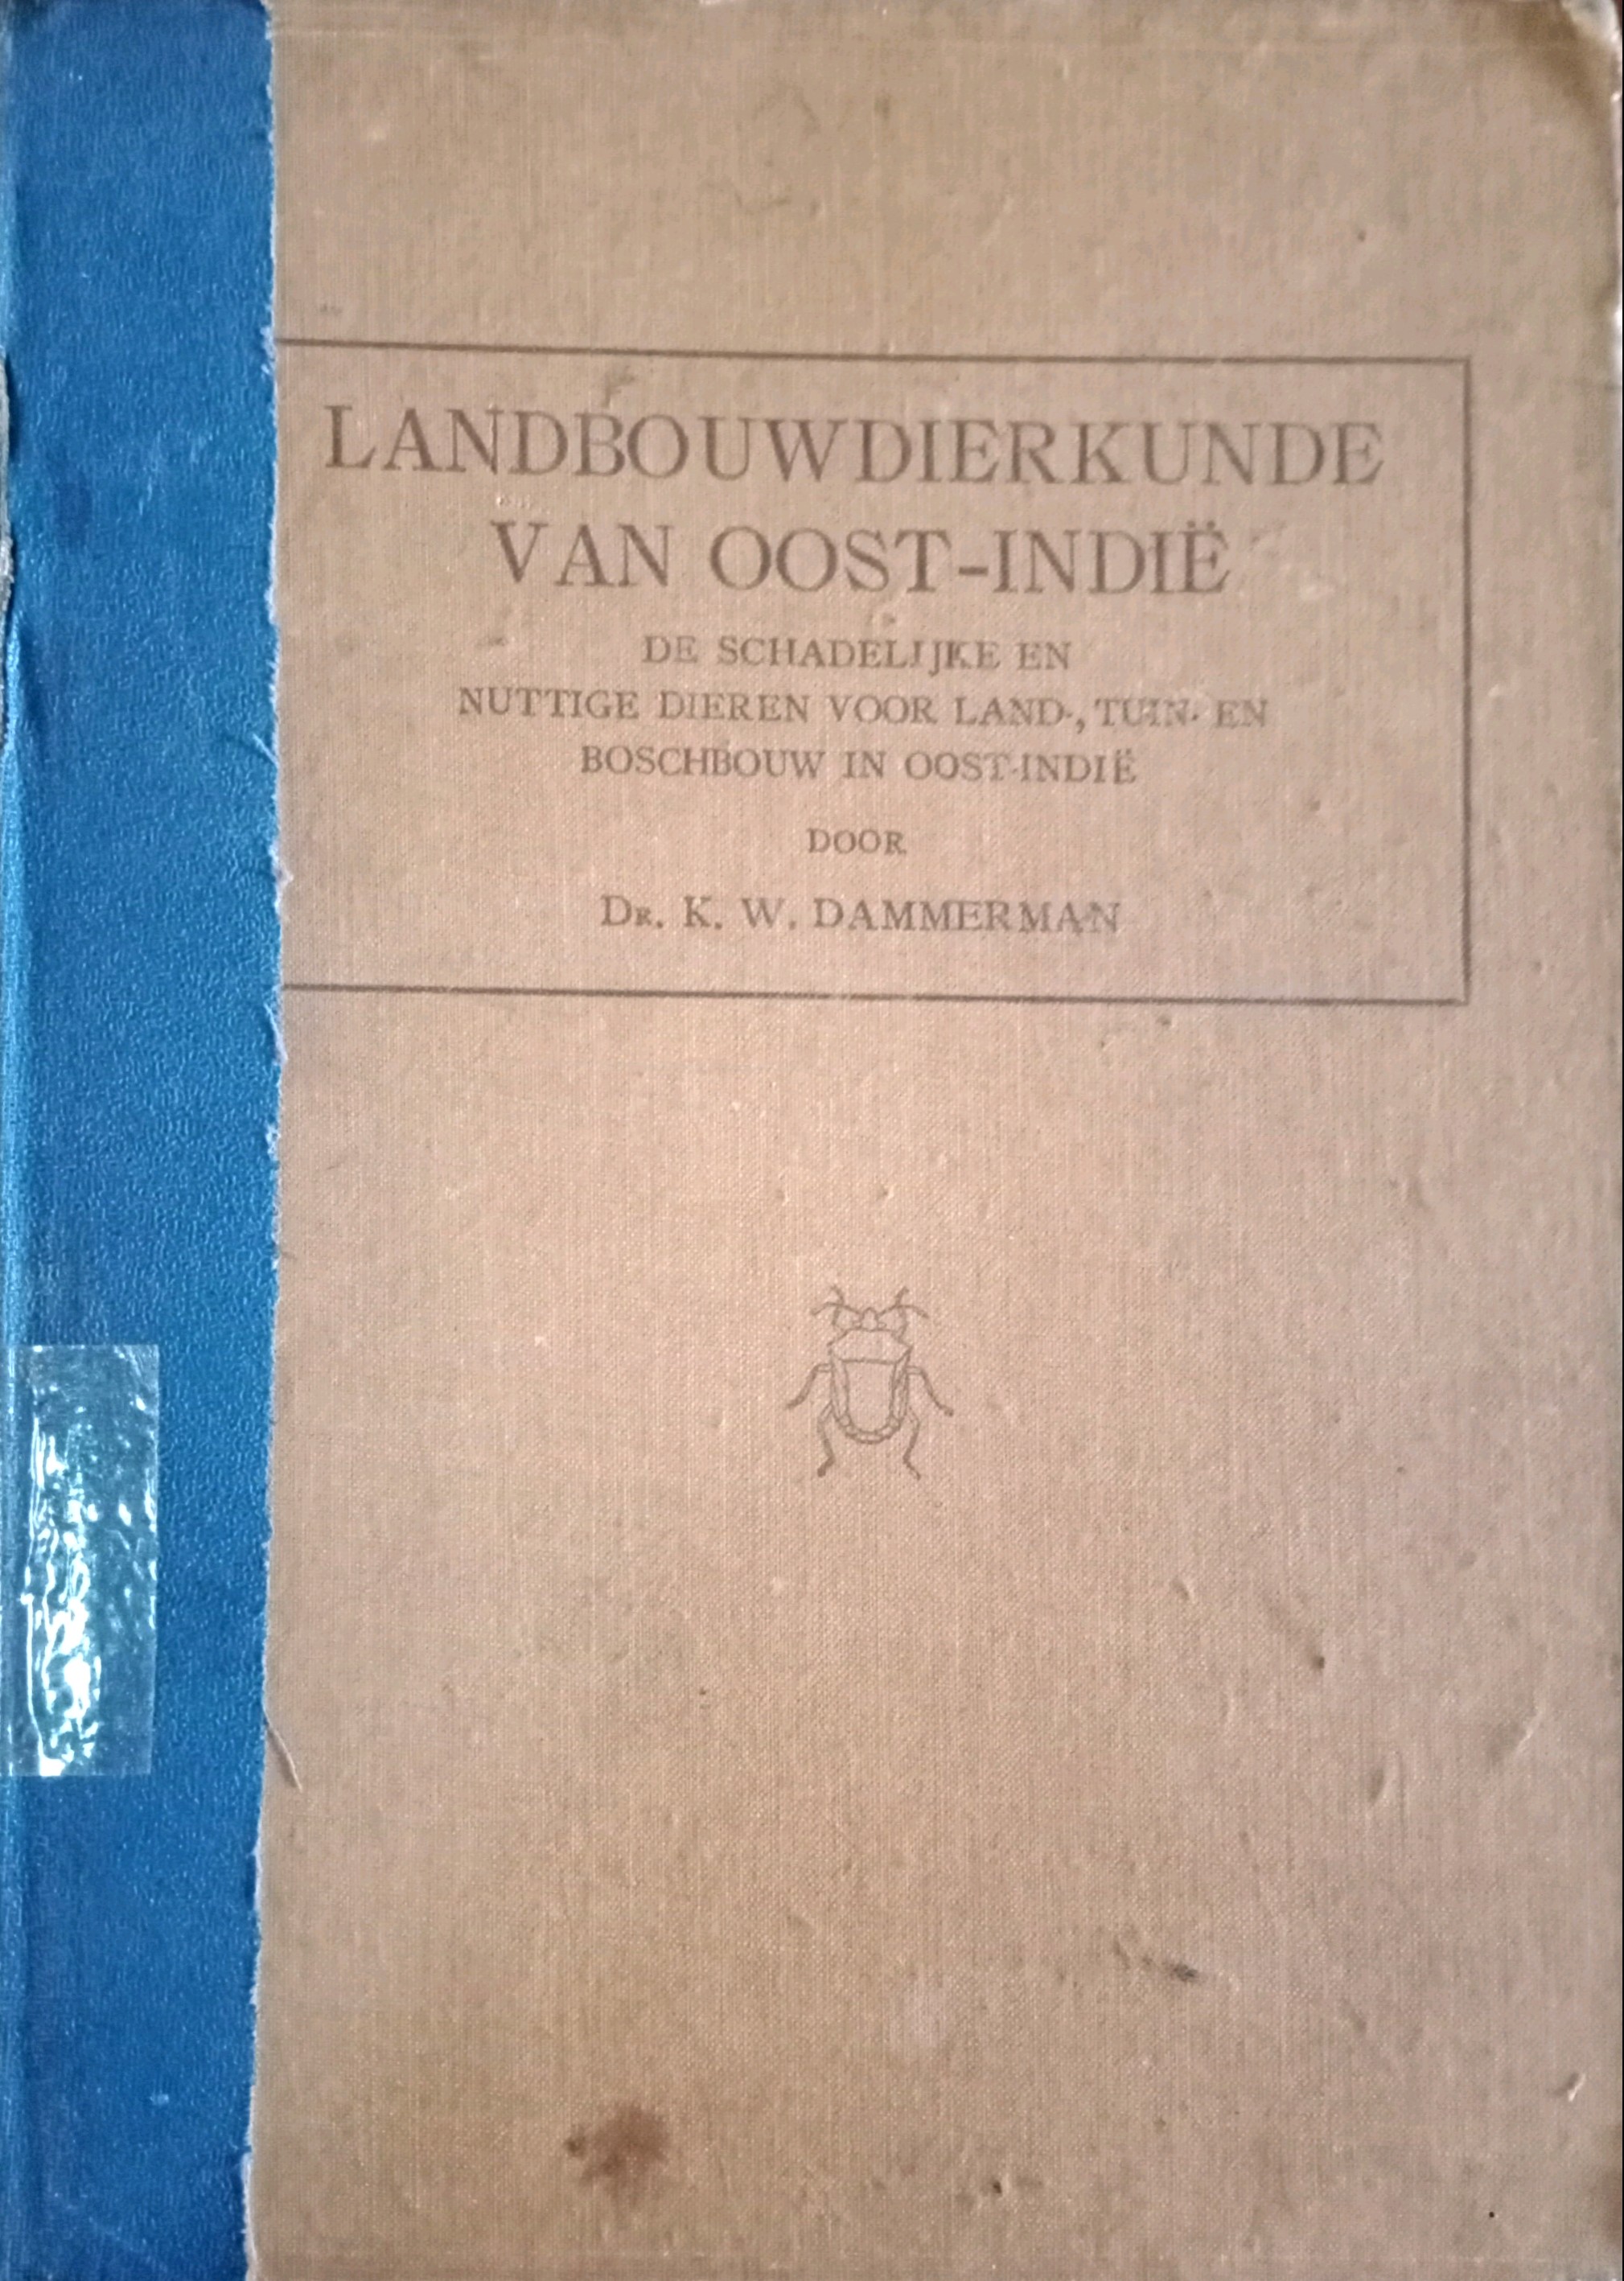 LANDBOUWDIERKUNDE
VAN OOST-INDIË
DE SCHADELIJKE EN
NUTTIGE DIEREN VOOR LAND-, TUIN- EN
BOSCHBOUW IN OOST-INDIË
DOOR
DR. K. W. DAMMERMAN